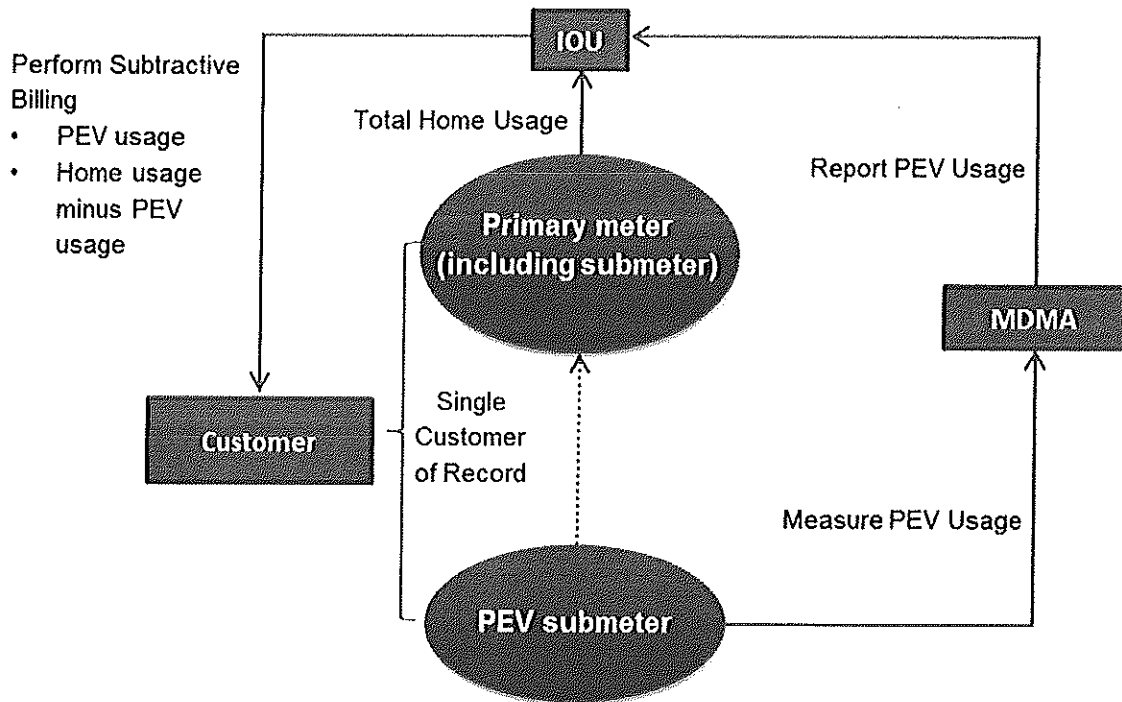 IOU
Perform Subtractive
Billing
• PEV usage
• Home usage
minus PEV
usage
Total Home Usage
Report PEV Usage
Primary meter
(including submeter)
MDMA
Single
Customer
of Record
Customer
Measure PEV Usage
PEV submeter